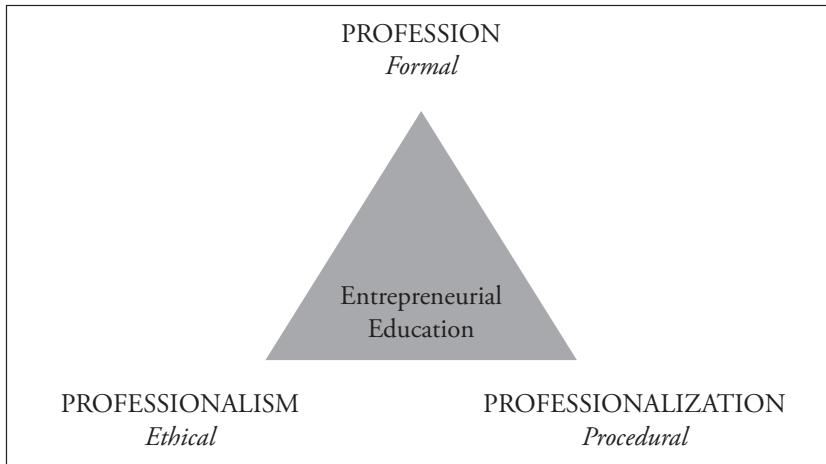 PROFESSION
Formal
Entrepreneurial
Education
PROFESSIONALISM
Ethical
PROFESSIONALIZATION
Procedural